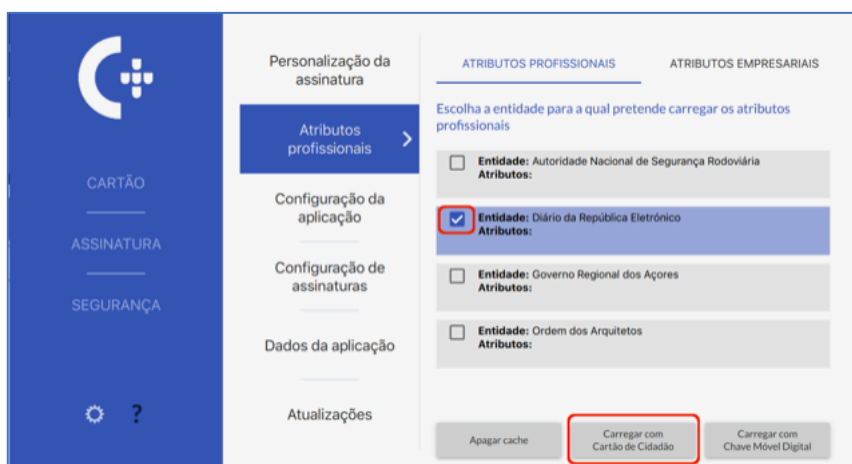 CARTÃO
ASSINATURA
SEGURANÇA
?
Personalização da
assinatura
Atributos
profissionais
Configuração da
aplicação
Configuração de
assinaturas
Dados da aplicação
Atualizações
ATRIBUTOS PROFISSIONAIS
ATRIBUTOS EMPRESARIAIS
Escolha a entidade para a qual pretende carregar os atributos
profissionais
Entidade: Autoridade Nacional de Segurança Rodoviária
Atributos:
Entidade: Diário da República Eletrónico
Atributos:
Entidade: Governo Regional dos Açores
Atributos:
Entidade: Ordem dos Arquitetos
Atributos:
Apagar cache
Carregar com
Cartão de Cidadão
Carregar com
Chave Móvel Digital